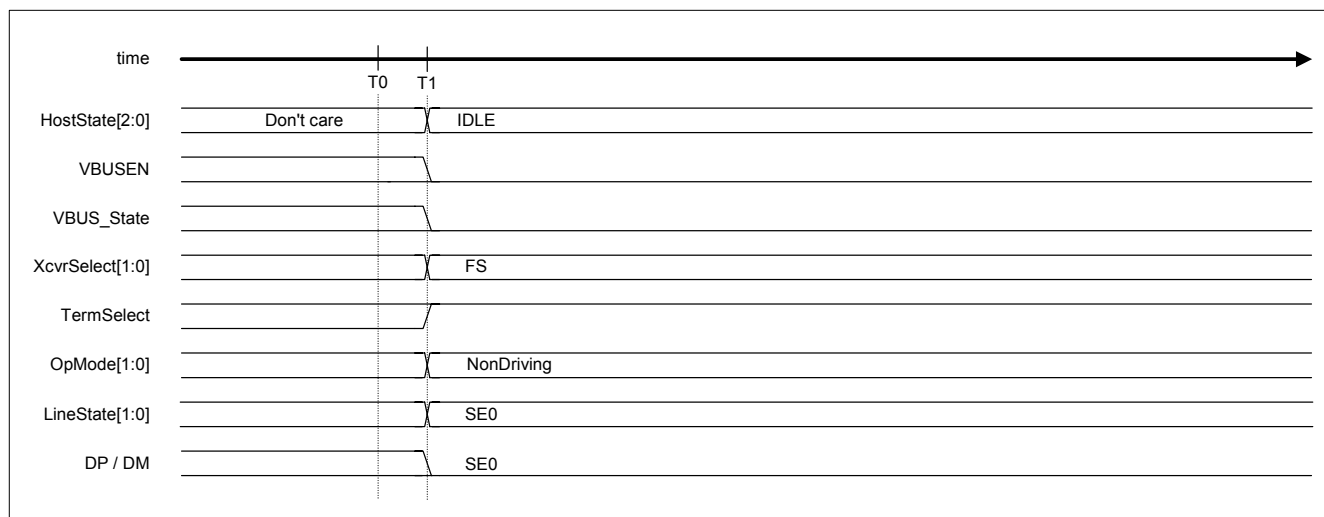 time
T0 T1
HostState[2:0] Don't care IDLE
VBUSEN
VBUS_State
XcvrSelect[1:0] FS
TermSelect
OpMode[1:0] NonDriving
LineState[1:0] SE0
DP / DM SE0